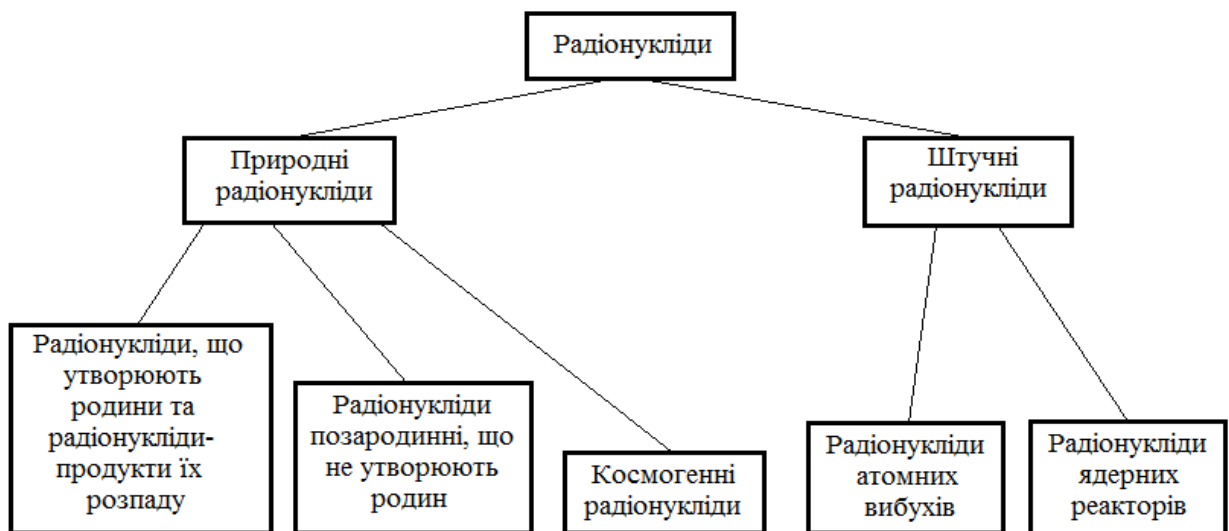 Радіонукліди
Природні
радіонукліди
Штучні
радіонукліди
Радіонукліди, що
утворюють
родини та
радіонукліди-
продукти їх
розпаду
Радіонукліди
позародинні, що
не утворюють
родин
Космогенні
радіонукліди
Радіонукліди
атомних
вибухів
Радіонукліди
ядерних
реакторів